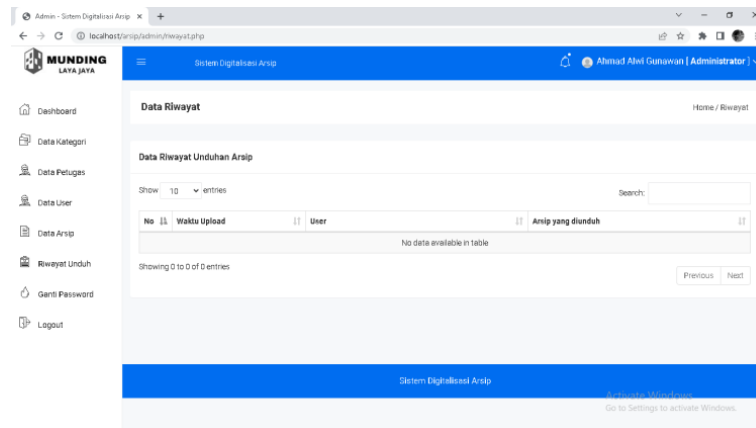 Admin - Sistem Digitalisasi Arsip
localhost/arsip/admin/riwayat.php
MUNDING
LAYA JAYA
Sistem Digitalisasi Arsip
Ahmad Alwi Gunawan [ Administrator ]
Dashboard
Data Kategori
Data Petugas
Data User
Data Arsip
Riwayat Unduh
Ganti Password
Logout
Data Riwayat
Home / Riwayat
Data Riwayat Unduhan Arsip
Show 10 entries
Search:
No Waktu Upload User Arsip yang diunduh
No data available in table
Showing 0 to 0 of 0 entries
Previous Next
Sistem Digitalisasi Arsip
Activate Windows
Go to Settings to activate Windows.